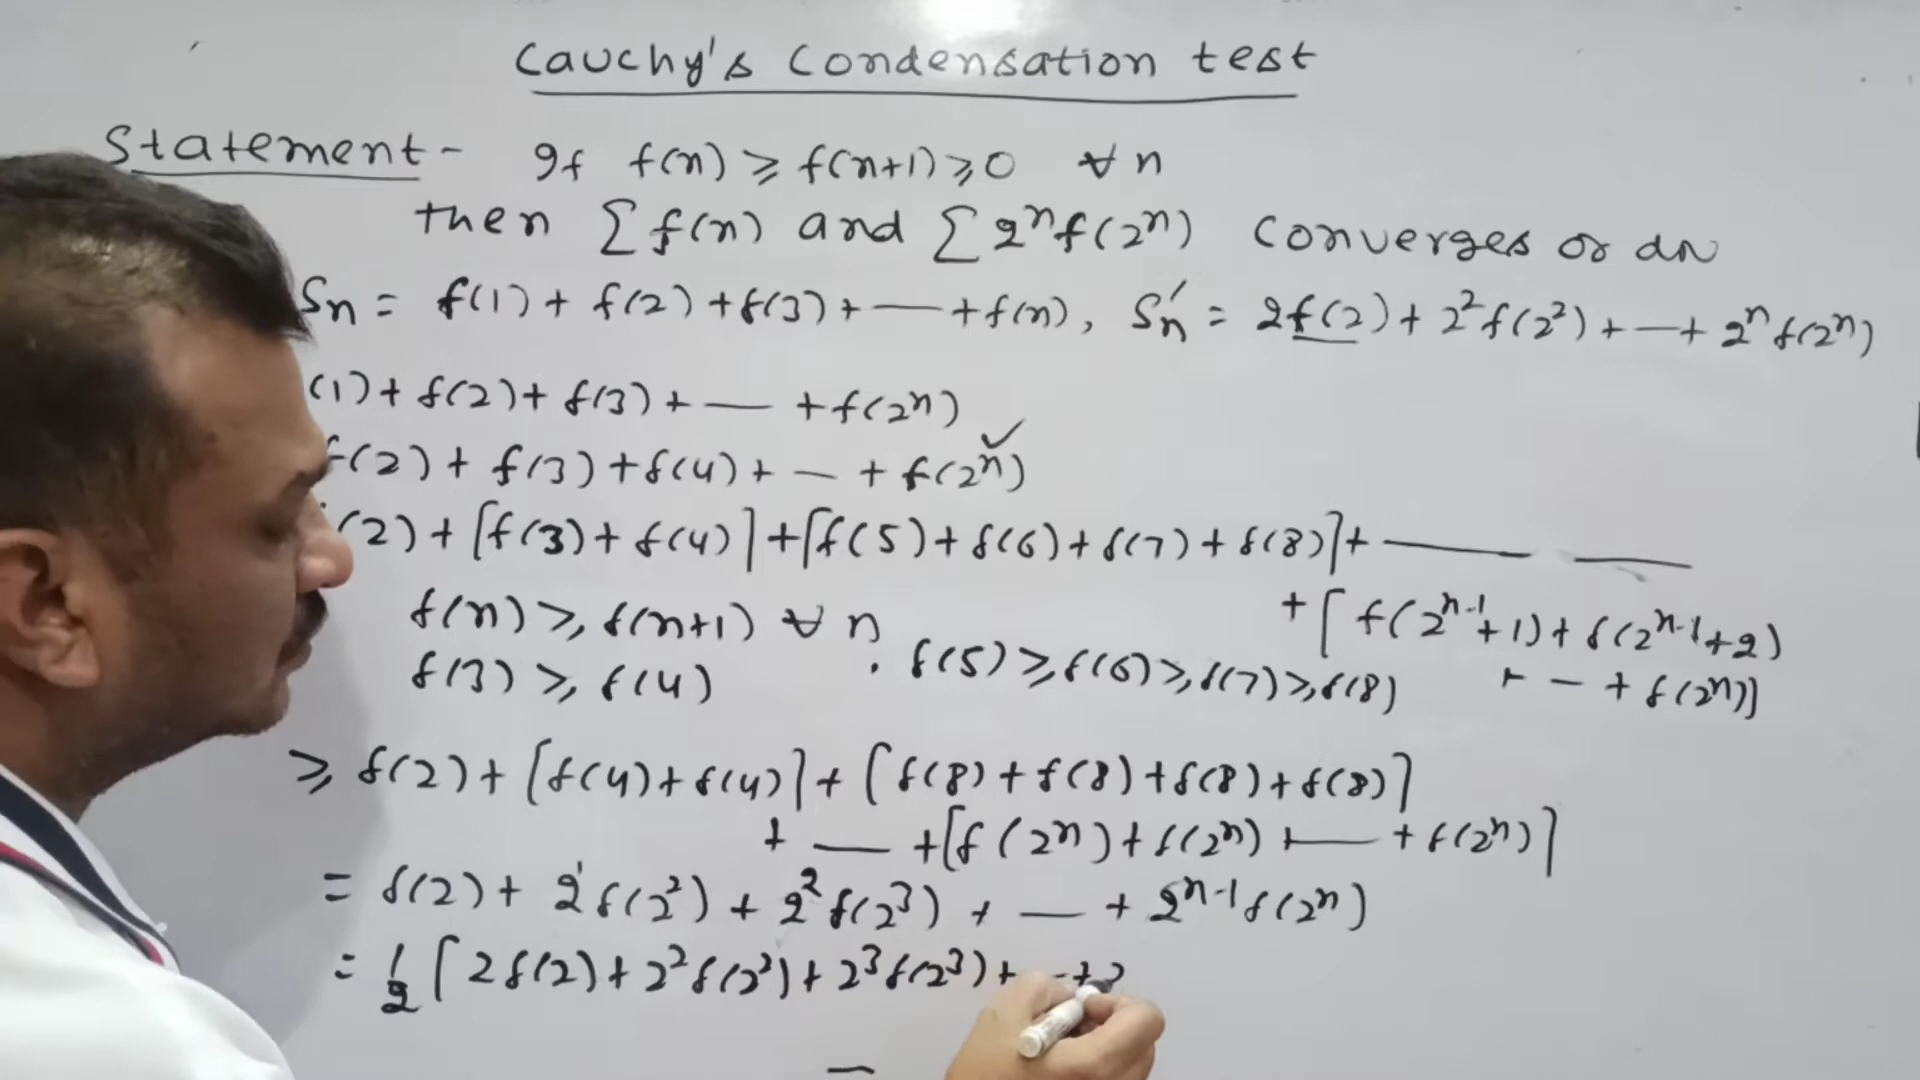 Cauchy's Condensation test
Statement - If f(n) ⩾ f(n+1) ⩾ 0 ∀ n
then ∑ f(n) and ∑ 2ⁿf(2ⁿ) Converges or
Sn = f(1) + f(2) + f(3) + — + f(n), S'n = 2f(2) + 2²f(2²) + — + 2ⁿf(2ⁿ)
(1) + f(2) + f(3) + — + f(2ⁿ)
f(2) + f(3) + f(4) + — + f(2ⁿ) ✓
(2) + [f(3) + f(4)] + [f(5) + f(6) + f(7) + f(8)] + — —
+ [f(2ⁿ⁻¹+1) + f(2ⁿ⁻¹+2)
+ — + f(2ⁿ)]
f(n) ⩾ f(n+1) ∀ n
f(3) ⩾ f(4) . f(5) ⩾ f(6) ⩾ f(7) ⩾ f(8)
⩾ f(2) + [f(4) + f(4)] + [f(8) + f(8) + f(8) + f(8)]
+ — + [f(2ⁿ) + f(2ⁿ) + — + f(2ⁿ)]
= f(2) + 2¹f(2²) + 2²f(2³) + — + 2ⁿ⁻¹f(2ⁿ)
= 1/2 [2f(2) + 2²f(2²) + 2³f(2³) + - + 2